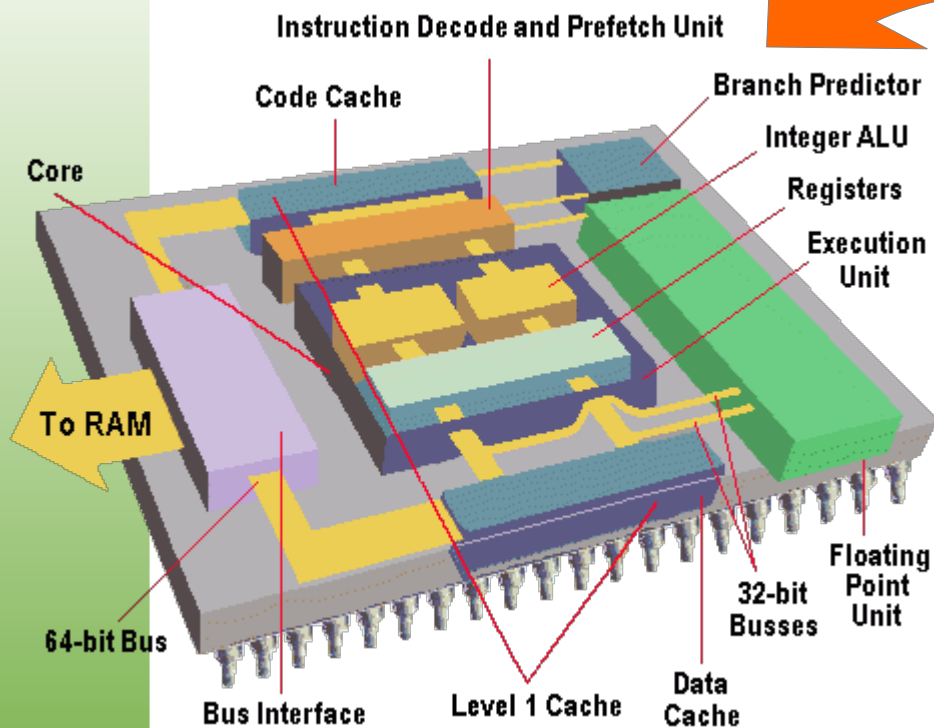 Instruction Decode and Prefetch Unit
Code Cache
Branch Predictor
Integer ALU
Core
Registers
Execution
Unit
To RAM
64-bit Bus
Bus Interface
Level 1 Cache
Data
Cache
32-bit
Busses
Floating
Point
Unit